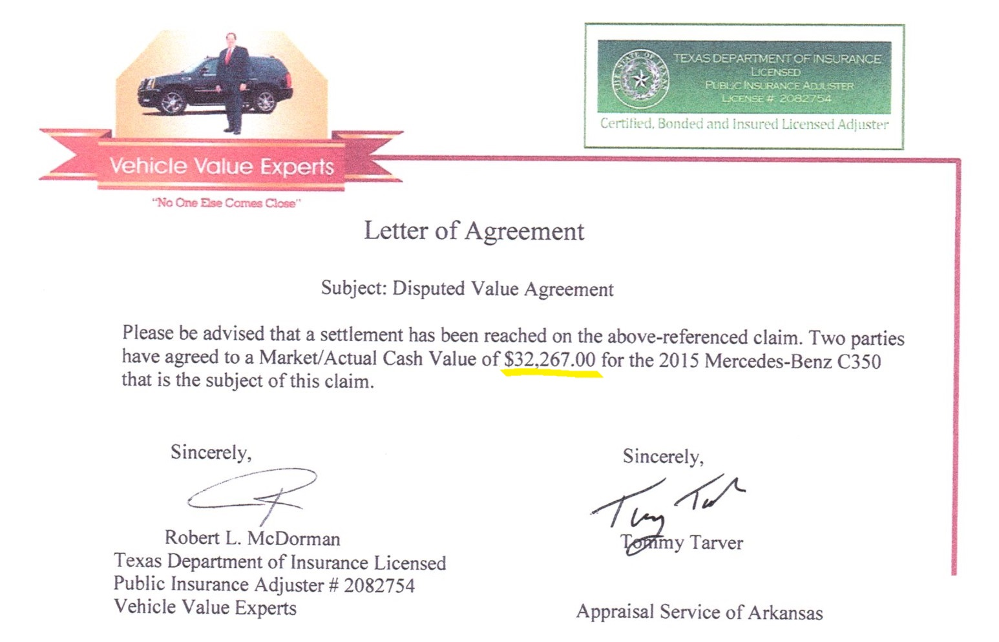 TEXAS DEPARTMENT OF INSURANCE
LICENSED
PUBLIC INSURANCE ADJUSTER
LICENSE # 2082754
THE STATE OF TEXAS
Certified, Bonded and Insured Licensed Adjuster
Vehicle Value Experts
"No One Else Comes Close"
Letter of Agreement
Subject: Disputed Value Agreement
Please be advised that a settlement has been reached on the above-referenced claim. Two parties
have agreed to a Market/Actual Cash Value of $32,267.00 for the 2015 Mercedes-Benz C350
that is the subject of this claim.
Sincerely,
Robert L. McDorman
Texas Department of Insurance Licensed
Public Insurance Adjuster # 2082754
Vehicle Value Experts
Sincerely,
Tommy Tarver
Appraisal Service of Arkansas